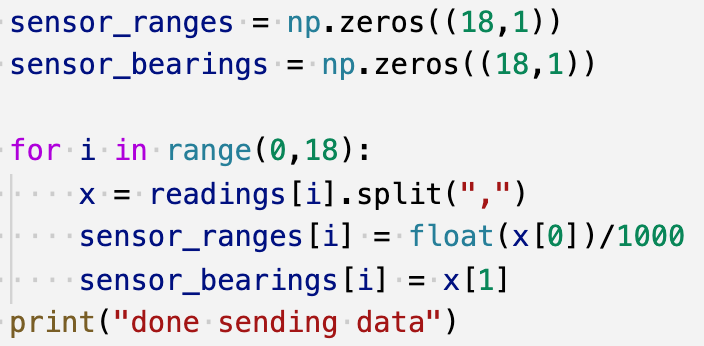 sensor_ranges = np.zeros((18,1))
sensor_bearings = np.zeros((18,1))
for i in range(0,18):
    x = readings[i].split(",")
    sensor_ranges[i] = float(x[0])/1000
    sensor_bearings[i] = x[1]
print("done sending data")